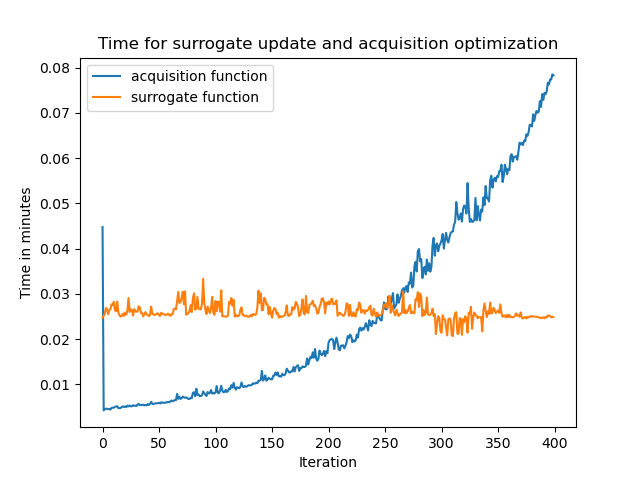 Time for surrogate update and acquisition optimization
acquisition function
surrogate function
0.08
0.07
0.06
0.05
0.04
0.03
0.02
0.01
Time in minutes
0 50 100 150 200 250 300 350 400
Iteration